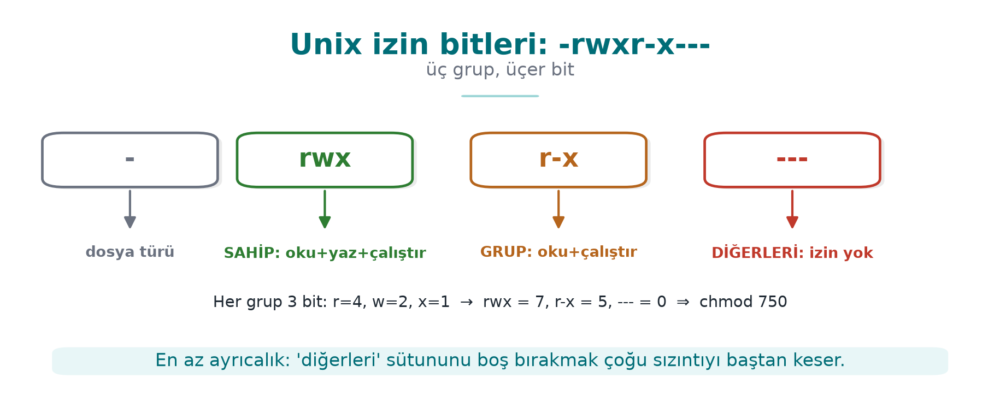 Unix izin bitleri: -rwxr-x---
üç grup, üçer bit
- rwx r-x ---
dosya türü SAHİP: oku+yaz+çalıştır GRUP: oku+çalıştır DİĞERLERİ: izin yok
Her grup 3 bit: r=4, w=2, x=1 → rwx = 7, r-x = 5, --- = 0 ⇒ chmod 750
En az ayrıcalık: 'diğerleri' sütununu boş bırakmak çoğu sızıntıyı baştan keser.